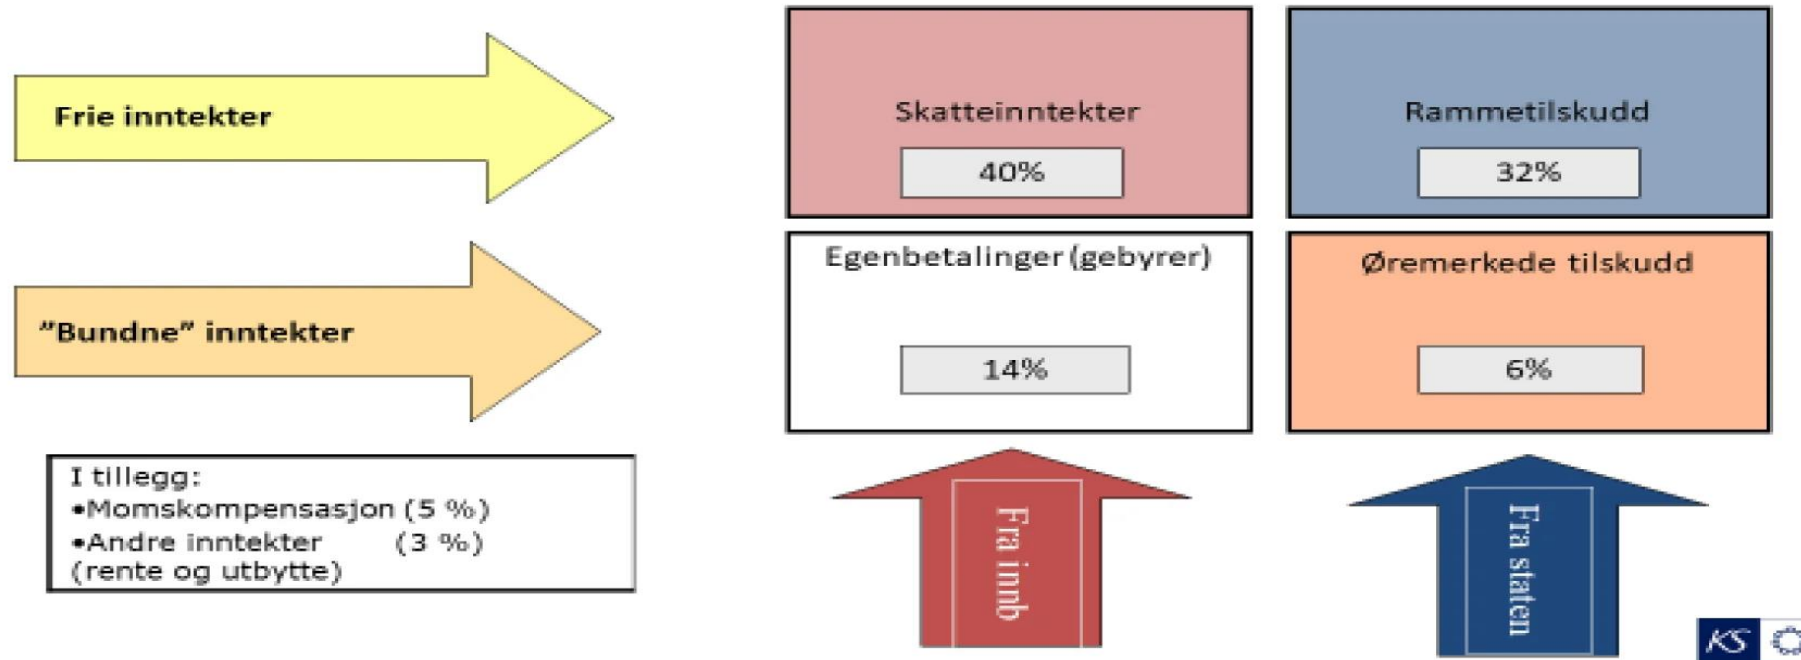 Frie inntekter
Skatteinntekter
40%
Rammetilskudd
32%
"Bundne" inntekter
Egenbetalinger (gebyrer)
14%
Øremerkede tilskudd
6%
I tillegg:
•Momskompensasjon (5 %)
•Andre inntekter (3 %)
(rente og utbytte)
Fra innb
Fra staten
KS